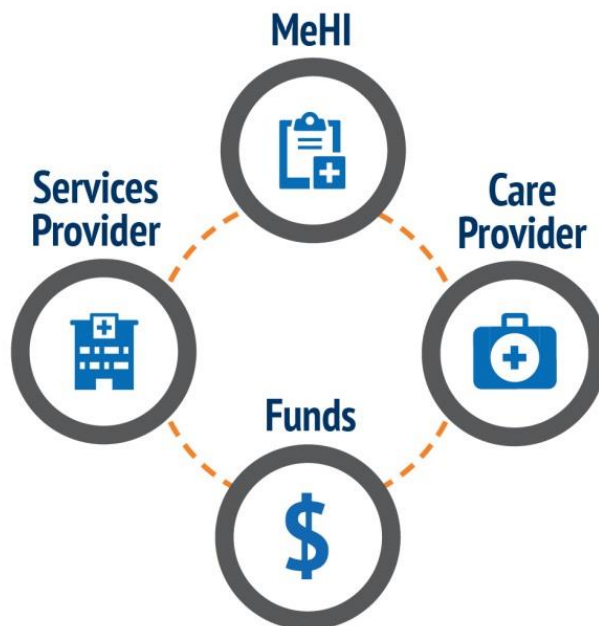 MeHI
Services
Provider
Care
Provider
Funds
$